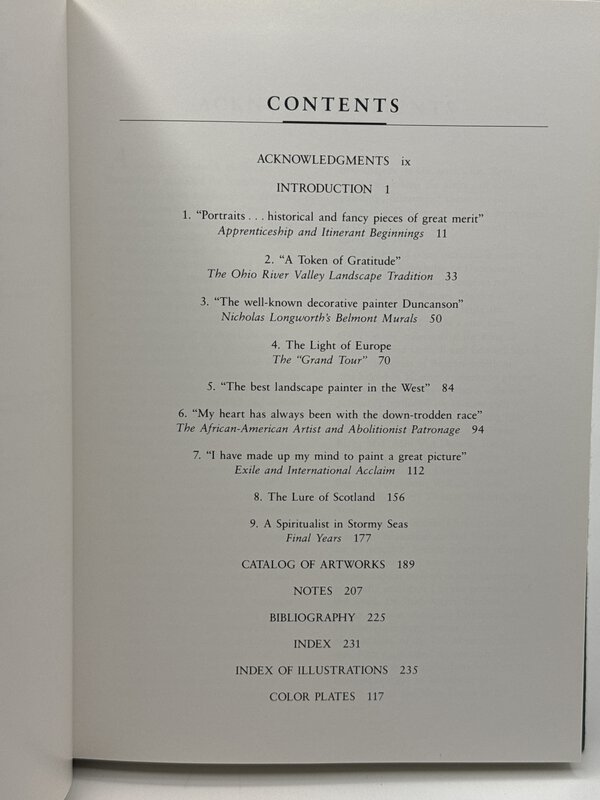 CONTENTS
ACKNOWLEDGMENTS ix
INTRODUCTION 1
1. “Portraits . . . historical and fancy pieces of great merit”
Apprenticeship and Itinerant Beginnings 11
2. “A Token of Gratitude”
The Ohio River Valley Landscape Tradition 33
3. “The well-known decorative painter Duncanson”
Nicholas Longworth’s Belmont Murals 50
4. The Light of Europe
The “Grand Tour” 70
5. “The best landscape painter in the West” 84
6. “My heart has always been with the down-trodden race”
The African-American Artist and Abolitionist Patronage 94
7. “I have made up my mind to paint a great picture”
Exile and International Acclaim 112
8. The Lure of Scotland 156
9. A Spiritualist in Stormy Seas
Final Years 177
CATALOG OF ARTWORKS 189
NOTES 207
BIBLIOGRAPHY 225
INDEX 231
INDEX OF ILLUSTRATIONS 235
COLOR PLATES 117